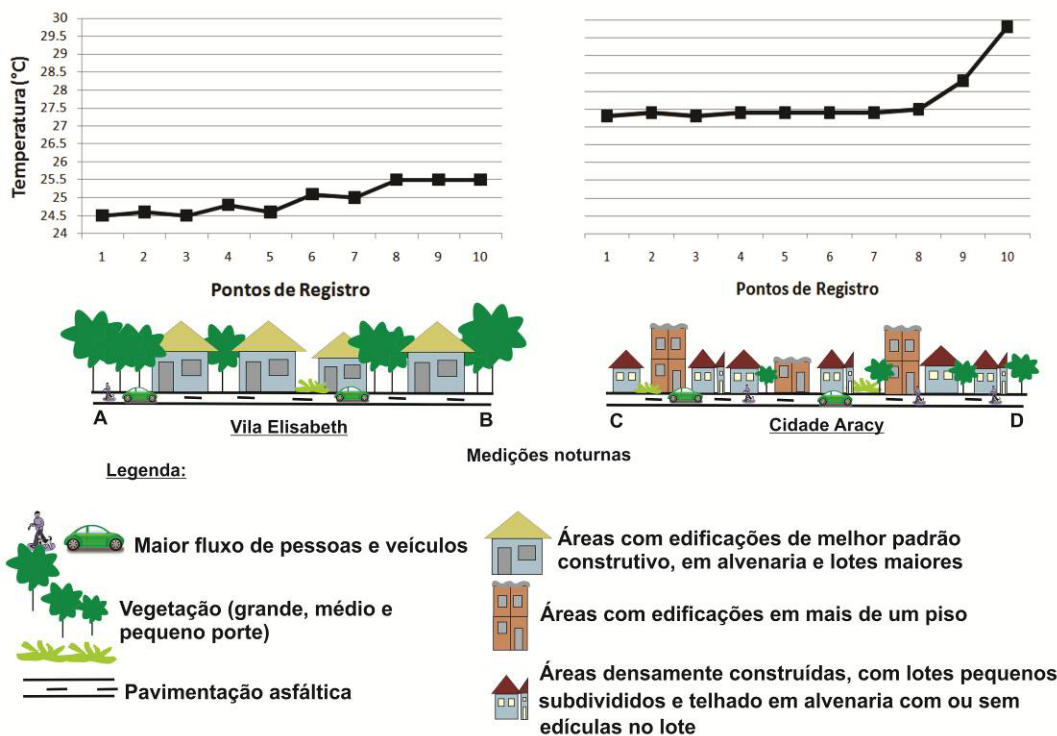 Temperatura (°C)
30
29.5
29
28.5
27.5
27
26.5
26
25.5
25
24.5
24
1 2 3 4 5 6 7 8 9 10
1 2 3 4 5 6 7 8 9 10
Pontos de Registro
Pontos de Registro
A
Vila Elisabeth
B
C
Cidade Aracy
D
Medições noturnas
Legenda:
Maior fluxo de pessoas e veículos
Vegetação (grande, médio e
pequeno porte)
Pavimentação asfáltica
Áreas com edificações de melhor padrão
construtivo, em alvenaria e lotes maiores
Áreas com edificações em mais de um piso
Áreas densamente construídas, com lotes pequenos
subdivididos e telhado em alvenaria com ou sem
edículas no lote